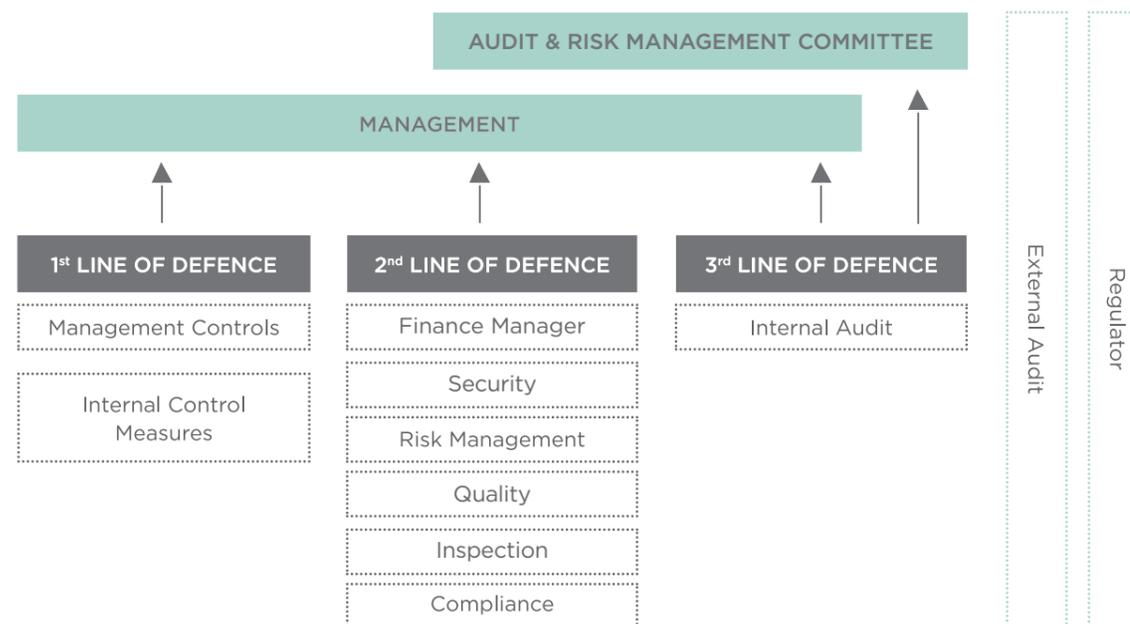 AUDIT & RISK MANAGEMENT COMMITTEE
MANAGEMENT
1st LINE OF DEFENCE
Management Controls
Internal Control
Measures
2nd LINE OF DEFENCE
Finance Manager
Security
Risk Management
Quality
Inspection
Compliance
3rd LINE OF DEFENCE
Internal Audit
External Audit
Regulator